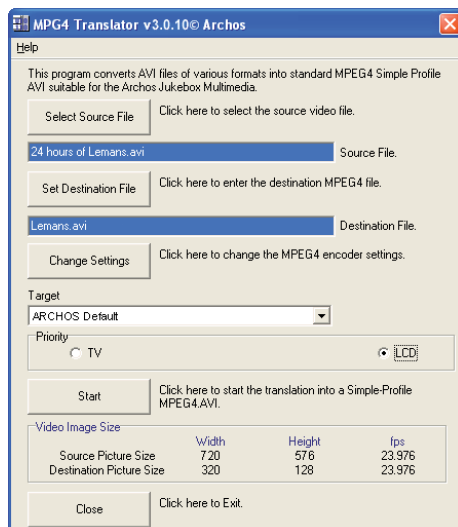 MPG4 Translator v3.0.10© Archos
Help
This program converts AVI files of various formats into standard MPEG4 Simple Profile
AVI suitable for the Archos Jukebox Multimedia.
Select Source File
Click here to select the source video file.
24 hours of Lemans.avi
Source File.
Set Destination File
Click here to enter the destination MPEG4 file.
Lemans.avi
Destination File.
Change Settings
Click here to change the MPEG4 encoder settings.
Target
ARCHOS Default
Priority
TV
LCD
Start
Click here to start the translation into a Simple-Profile
MPEG4.AVI.
Video Image Size
Width Height fps
Source Picture Size 720 576 23.976
Destination Picture Size 320 128 23.976
Close
Click here to Exit.